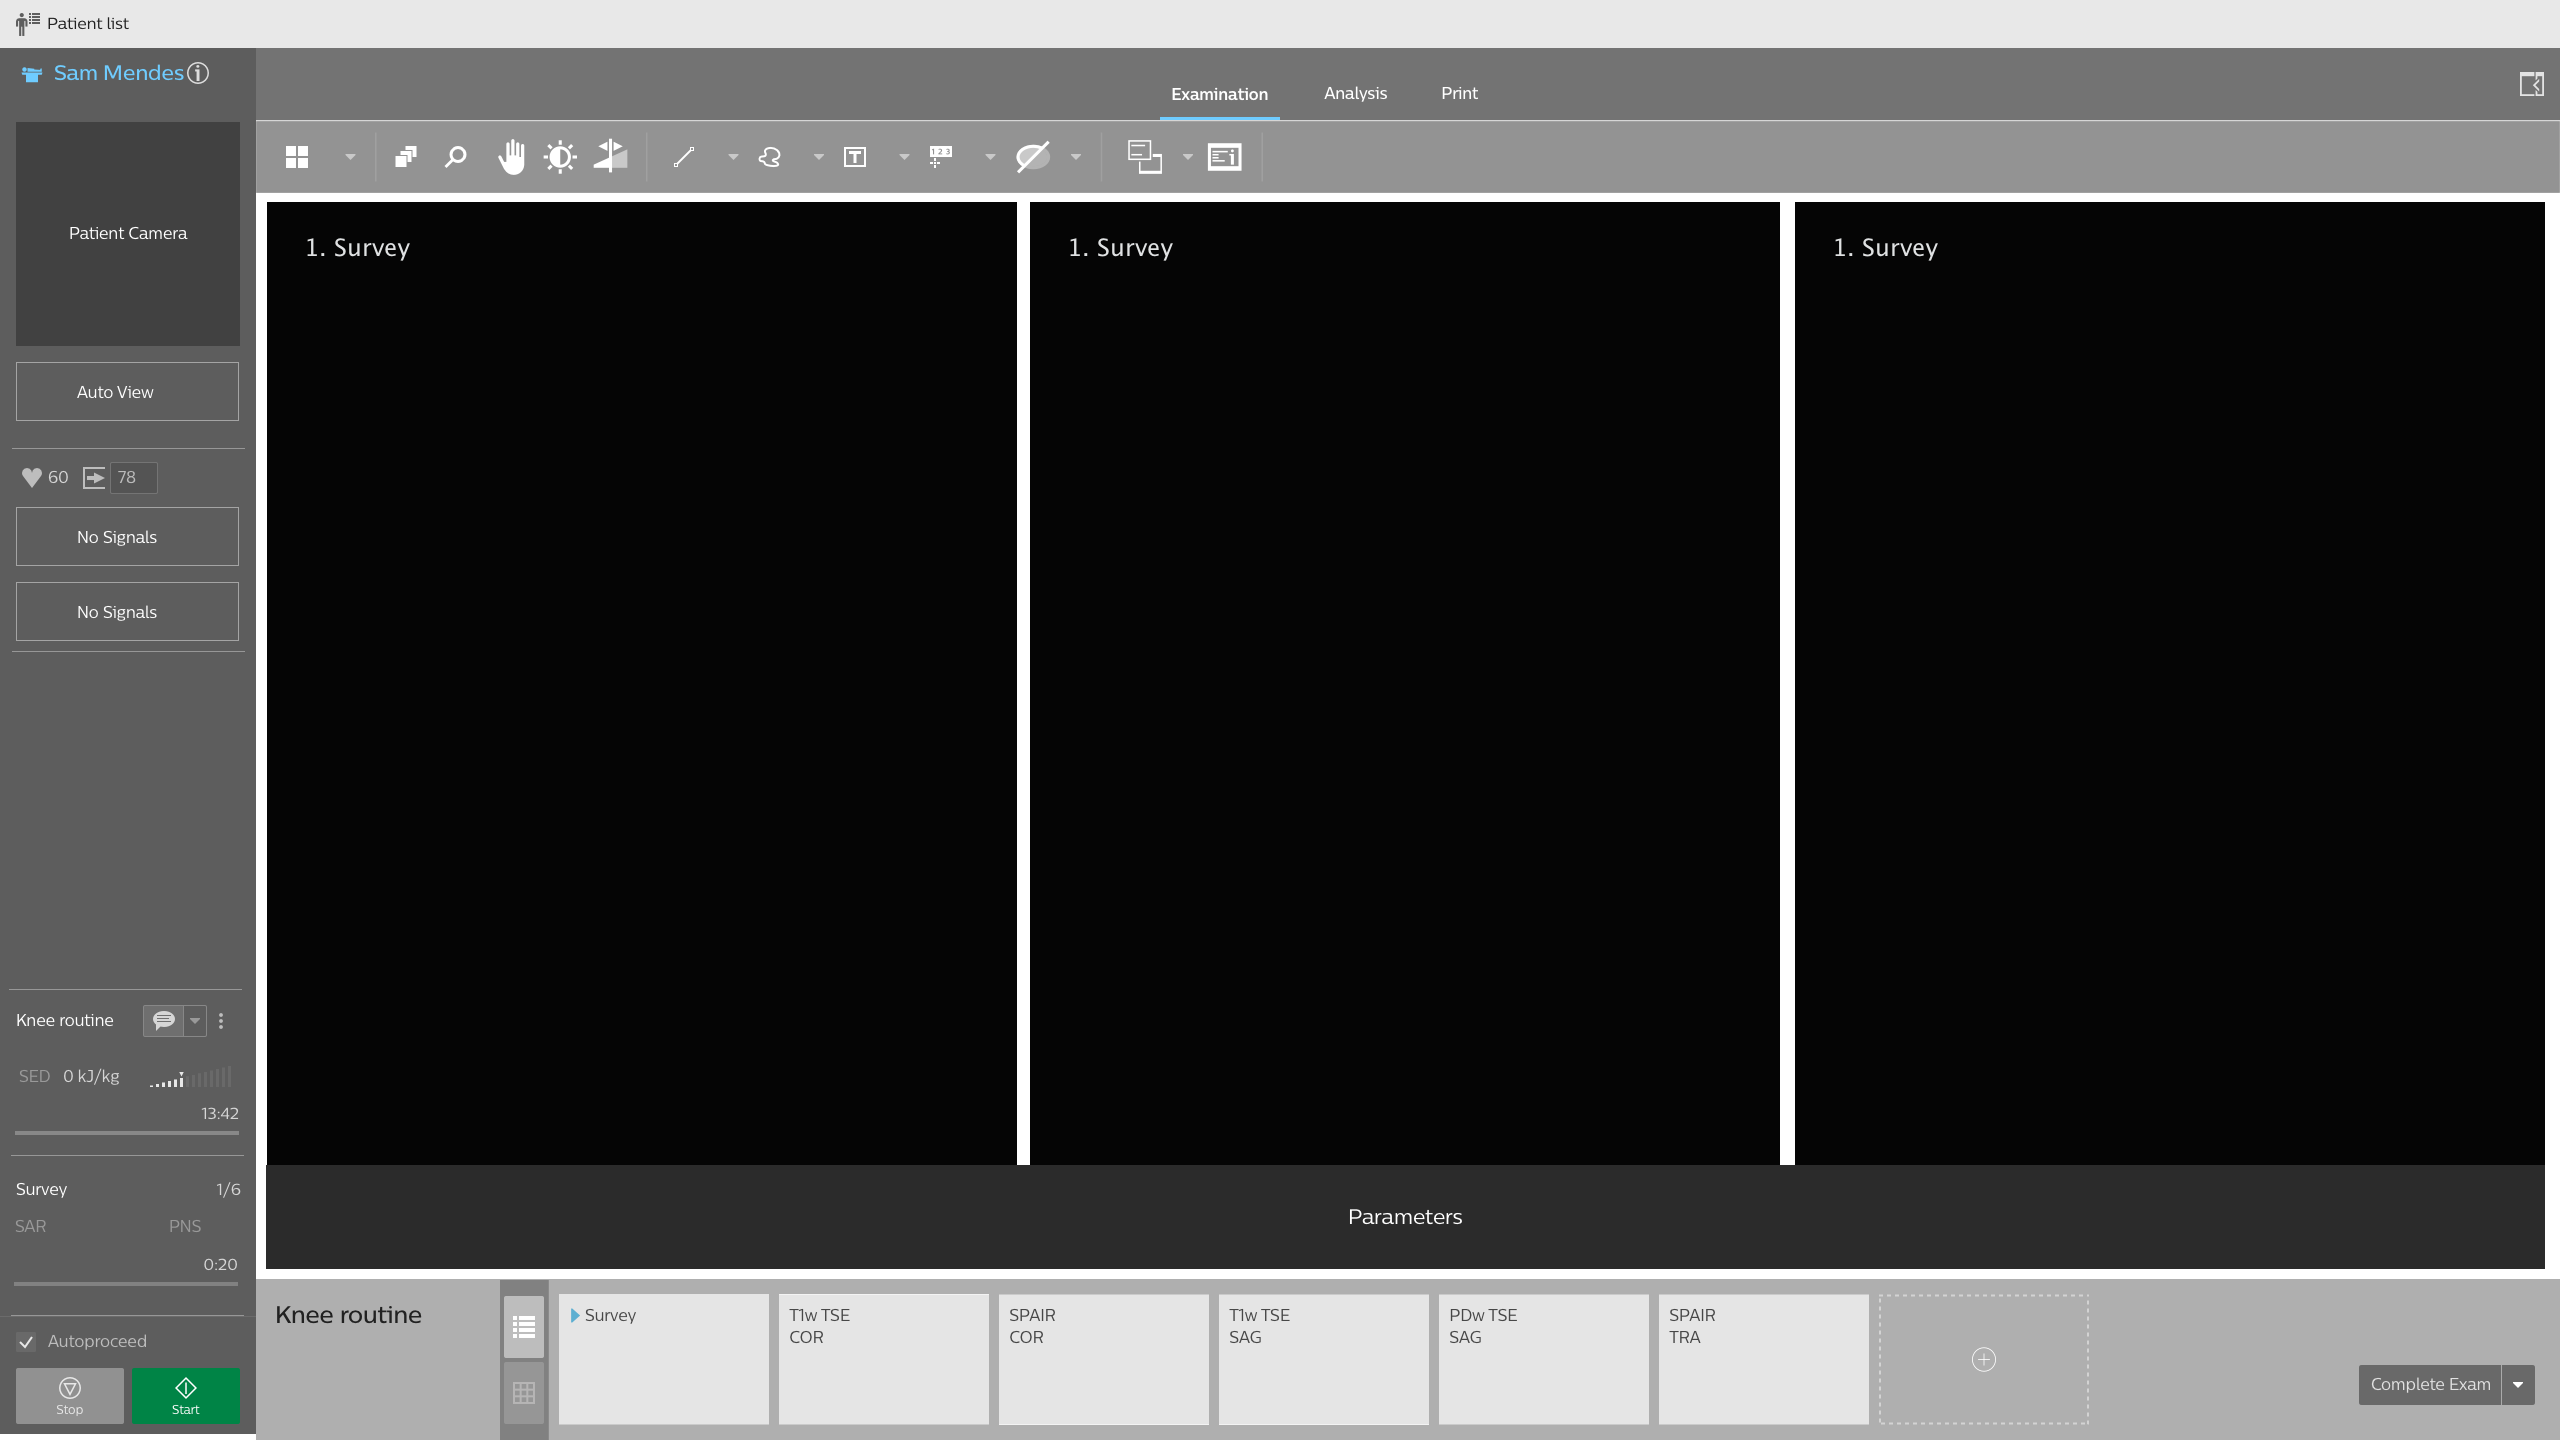 Patient list
Sam Mendes
Examination
Analysis
Print
Patient Camera
Auto View
60
78
No Signals
No Signals
T
1 2 3
1. Survey
1. Survey
1. Survey
Knee routine
SED 0 kJ/kg
13:42
Survey 1/6
SAR PNS
0:20
Autoproceed
Stop
Start
Parameters
Knee routine
Survey
T1w TSE
COR
SPAIR
COR
T1w TSE
SAG
PDw TSE
SAG
SPAIR
TRA
Complete Exam